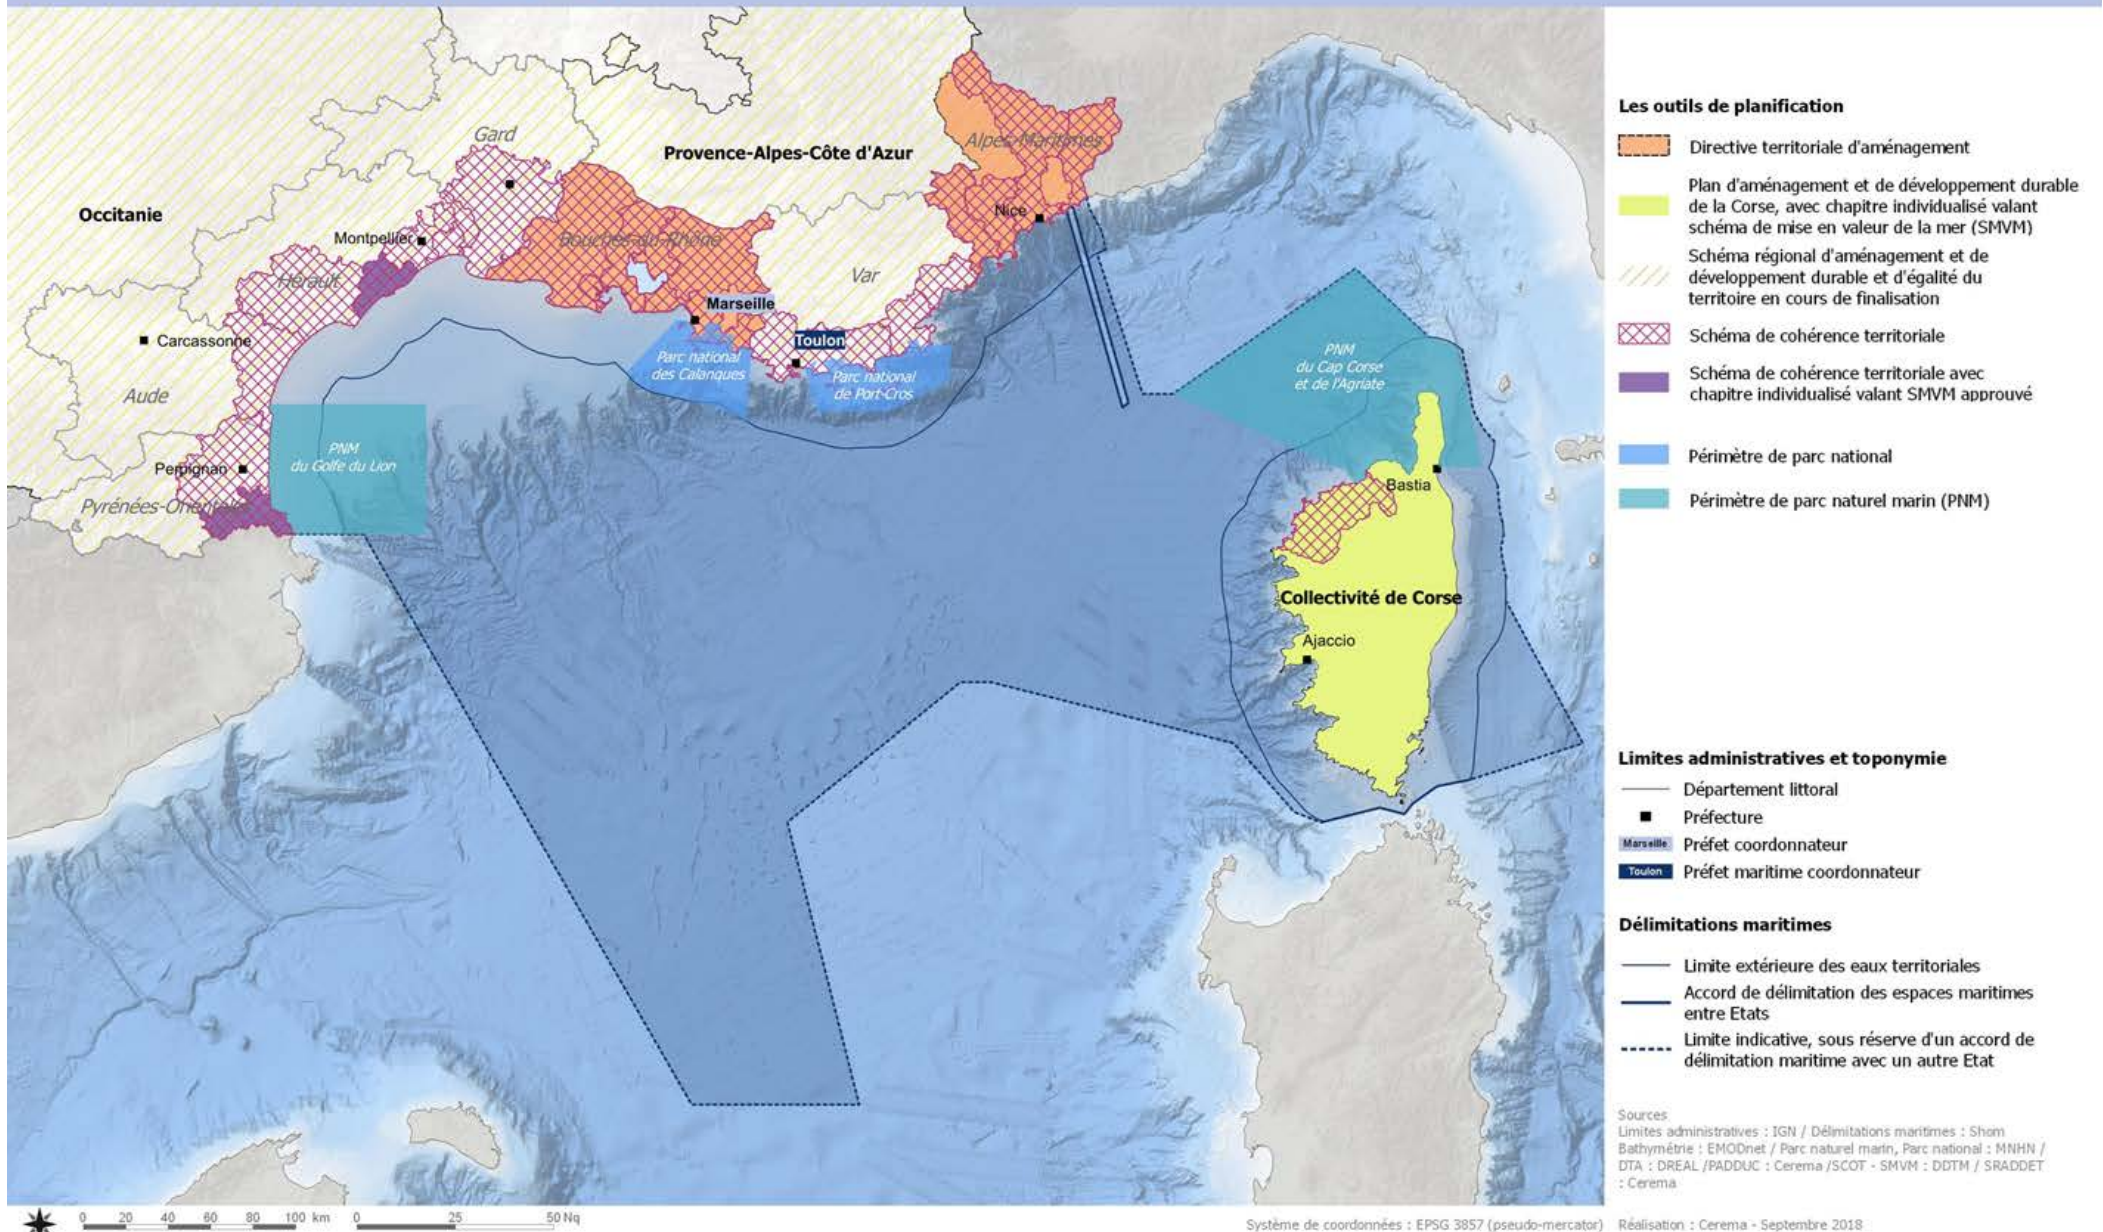 Gard
Provence-Alpes-Côte d'Azur
Alpes-Maritimes
Occitanie
Nice
Montpellier
Bouches-du-Rhône
Hérault
Var
Marseille
Carcassonne
Toulon
Parc national
des Calanques
Parc national
de Port-Cros
PNM
du Cap Corse
et de l'Agriate
Aude
PNM
du Golfe du Lion
Perpignan
Bastia
Pyrénées-Orientales
Collectivité de Corse
Ajaccio
Les outils de planification
Directive territoriale d'aménagement
Plan d'aménagement et de développement durable
de la Corse, avec chapitre individualisé valant
schéma de mise en valeur de la mer (SMVM)
Schéma régional d'aménagement et de
développement durable et d'égalité du
territoire en cours de finalisation
Schéma de cohérence territoriale
Schéma de cohérence territoriale avec
chapitre individualisé valant SMVM approuvé
Périmètre de parc national
Périmètre de parc naturel marin (PNM)
Limites administratives et toponymie
Département littoral
Préfecture
Marseille Préfet coordonnateur
Toulon Préfet maritime coordonnateur
Délimitations maritimes
Limite extérieure des eaux territoriales
Accord de délimitation des espaces maritimes
entre Etats
Limite indicative, sous réserve d'un accord de
délimitation maritime avec un autre Etat
Sources
Limites administratives : IGN / Délimitations maritimes : Shom
Bathymétrie : EMODnet / Parc naturel marin, Parc national : MNHN /
DTA : DREAL /PADDUC : Cerema /SCOT - SMVM : DDTM / SRADDET
: Cerema
0 20 40 60 80 100 km 0 25 50 Nq
Système de coordonnées : EPSG 3857 (pseudo-mercator) Réalisation : Cerema - Septembre 2018